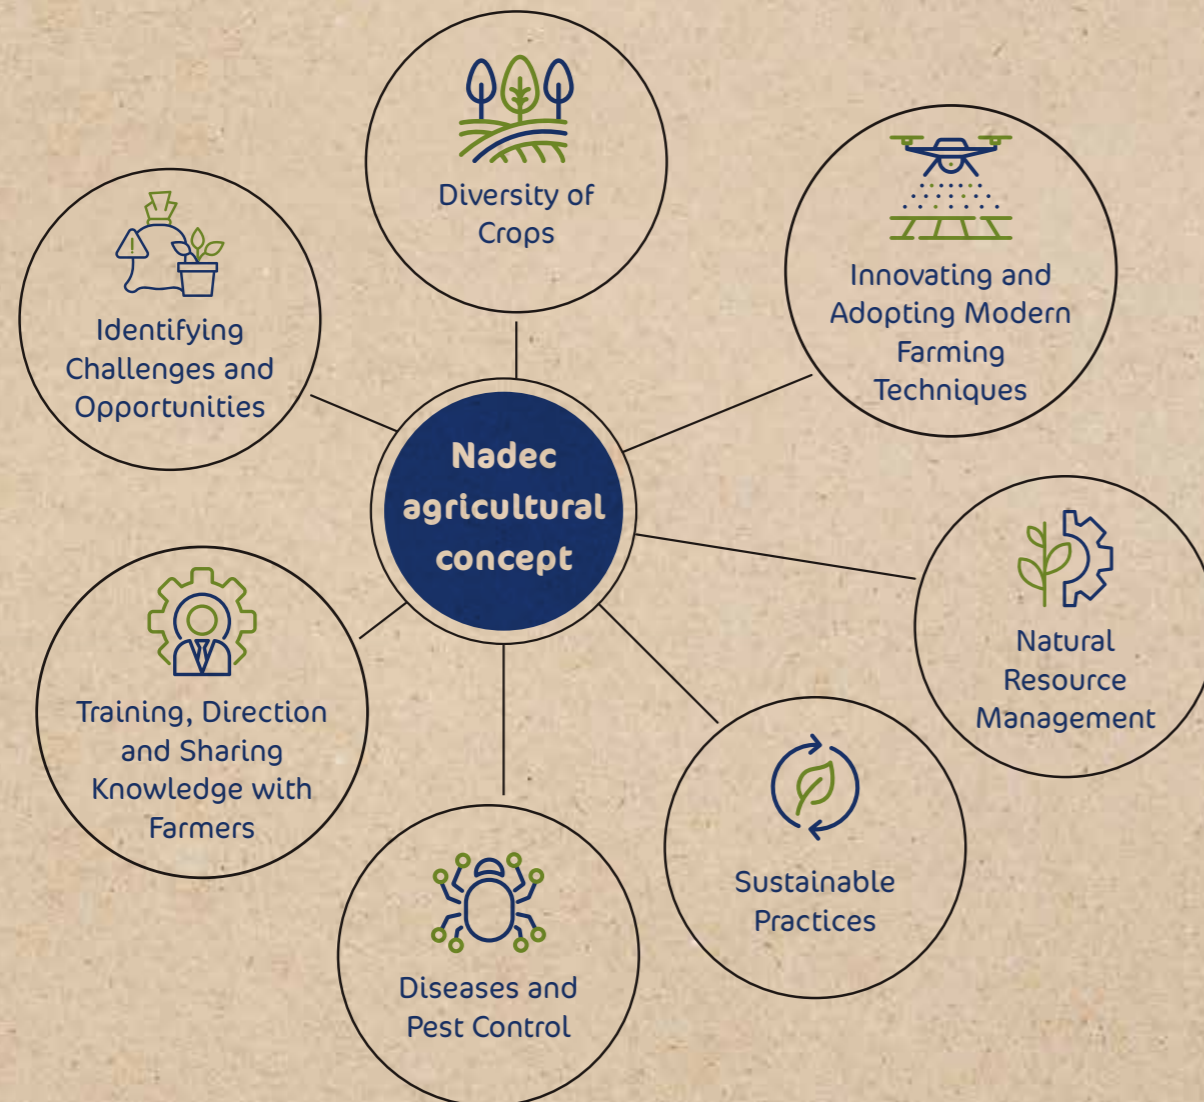 Diversity of
Crops
Innovating and
Adopting Modern
Farming
Techniques
Identifying
Challenges and
Opportunities
Nadec
agricultural
concept
Natural
Resource
Management
Training, Direction
and Sharing
Knowledge with
Farmers
Sustainable
Practices
Diseases and
Pest Control